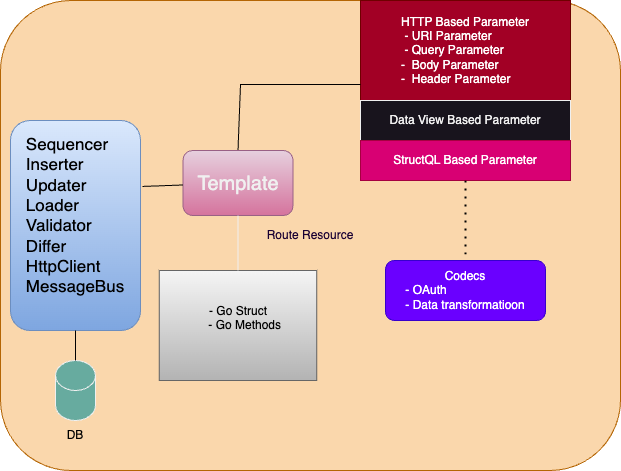 HTTP Based Parameter
- URI Parameter
- Query Parameter
- Body Parameter
- Header Parameter
Data View Based Parameter
StructQL Based Parameter
Sequencer
Inserter
Updater
Loader
Validator
Differ
HttpClient
MessageBus
Template
Route Resource
- Go Struct
- Go Methods
Codecs
- OAuth
- Data transformatioon
DB